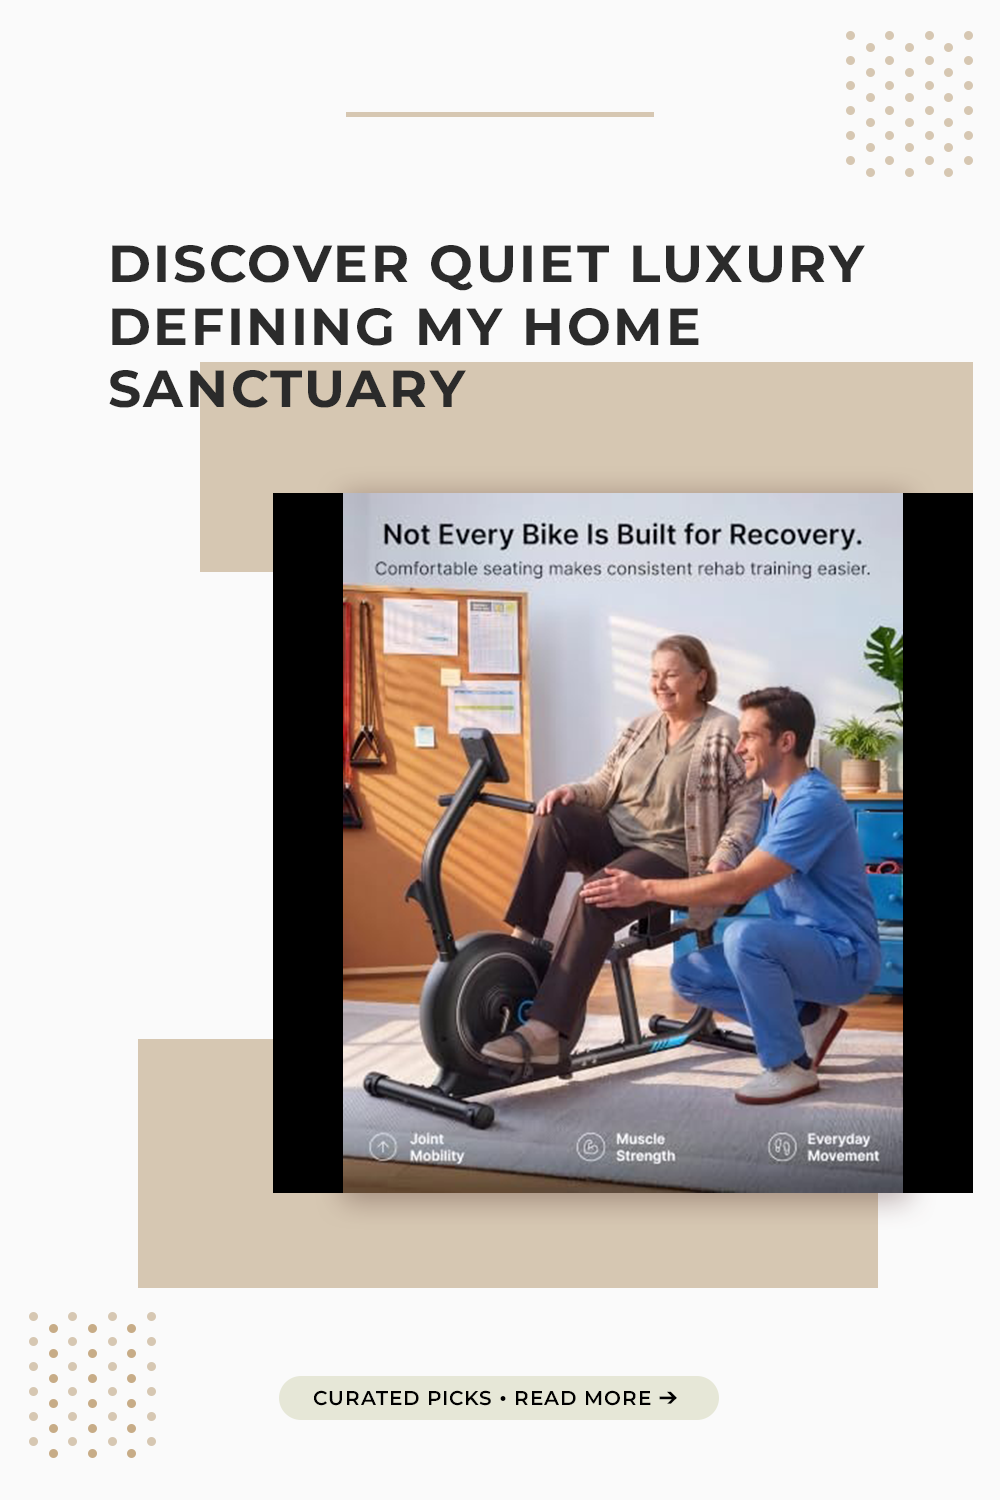 DISCOVER QUIET LUXURY
DEFINING MY HOME
SANCTUARY
Not Every Bike Is Built for Recovery.
Comfortable seating makes consistent rehab training easier.
Joint
Mobility
Muscle
Strength
Everyday
Movement
CURATED PICKS • READ MORE ➔